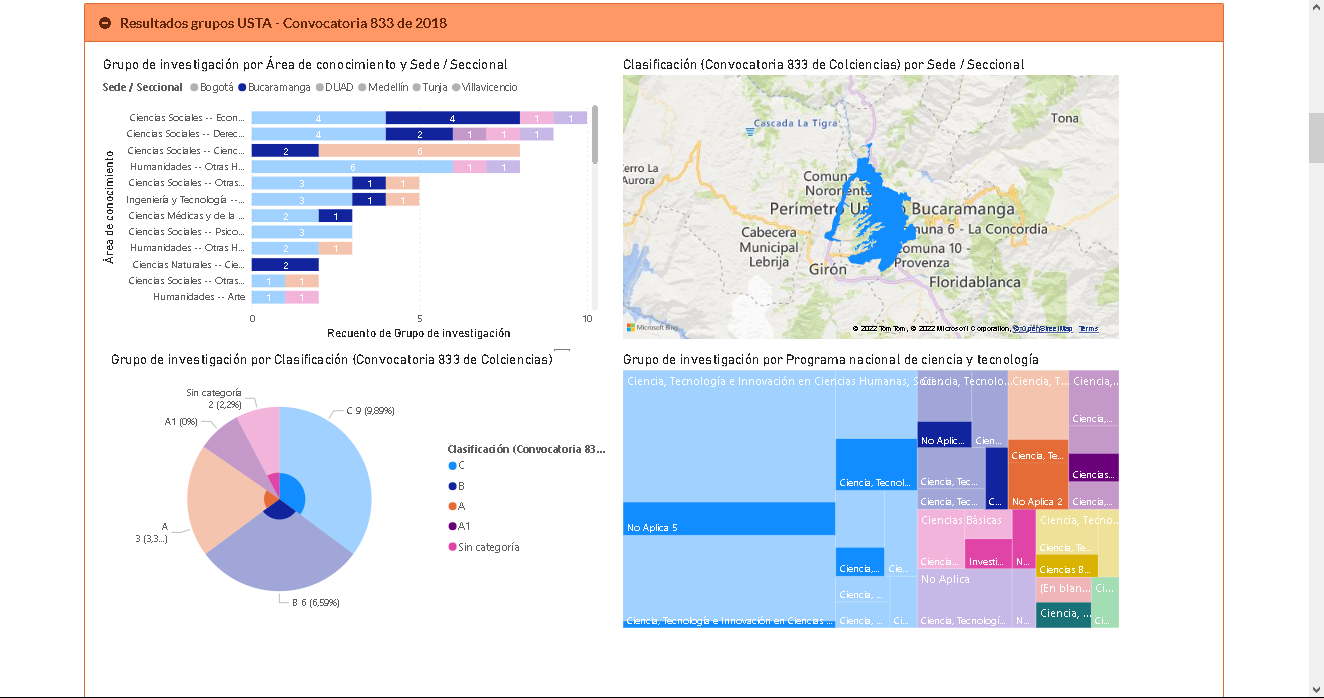 Resultados grupos USTA - Convocatoria 833 de 2018
Grupo de investigación por Área de conocimiento y Sede / Seccional
Sede / Seccional Bogotá Bucaramanga DUAD Medellín Tunja Villavicencio
Área de conocimiento
Ciencias Sociales -- Econ... 4 4 1 1
Ciencias Sociales -- Derec... 4 2 1 1 1
Ciencias Sociales -- Cienc... 2 6
Humanidades -- Otras H... 6 1 1
Ciencias Sociales -- Otras... 3 1 1
Ingeniería y Tecnología --... 3 1 1
Ciencias Médicas y de la ... 2 1
Ciencias Sociales -- Psico... 3
Humanidades -- Otras H... 2 1
Ciencias Naturales -- Cie... 2
Ciencias Sociales -- Otras... 1 1
Humanidades -- Arte 1 1
0 5 10
Recuento de Grupo de investigación
Clasificación (Convocatoria 833 de Colciencias) por Sede / Seccional
Cascada La Tigra
Tona
erro La
Aurora
Comuna
Nororienta
Perímetro Ur
Bucaramanga
Cabecera
Municipal
Lebrija
muna 6 - La Concordia
omuna 10 -
Provenza
Girón
Floridablanca
Microsoft Bing
© 2022 TomTom, © 2022 Microsoft Corporation, © OpenStreetMap Terms
Grupo de investigación por Clasificación (Convocatoria 833 de Colciencias)
Sin categoría
2 (2,2%)
A1 (0%)
C 9 (9,89%)
A
3 (3,3...)
B 6 (6,59%)
Clasificación (Convocatoria 83...
C
B
A
A1
Sin categoría
Grupo de investigación por Programa nacional de ciencia y tecnología
Ciencia, Tecnología e Innovación en Ciencias Humanas, So
No Aplica 5
Ciencia, Tecnología e Innovación en Ciencias ...
Ciencia, Tecnol...
Ciencia,...
Cie...
Ciencia, ...
Ciencia, ...
Ci...
Ciencia, Tecnolo...
No Aplic...
Cien...
Ciencia, Tec...
Ciencia, Tec...
C...
Ciencia, T...
Ciencia, Te...
No Aplica 2
Ciencia,...
Ciencia,...
Ciencias...
Ciencia,...
Ciencias Básicas
Ciencia...
Investi...
N...
No Aplica
Ciencia, Tecnologí...
N...
Ciencia, Tecno...
Ciencia, Te...
Ciencias B...
(En blan...
Ciencia, ...
Ci...
Ci...